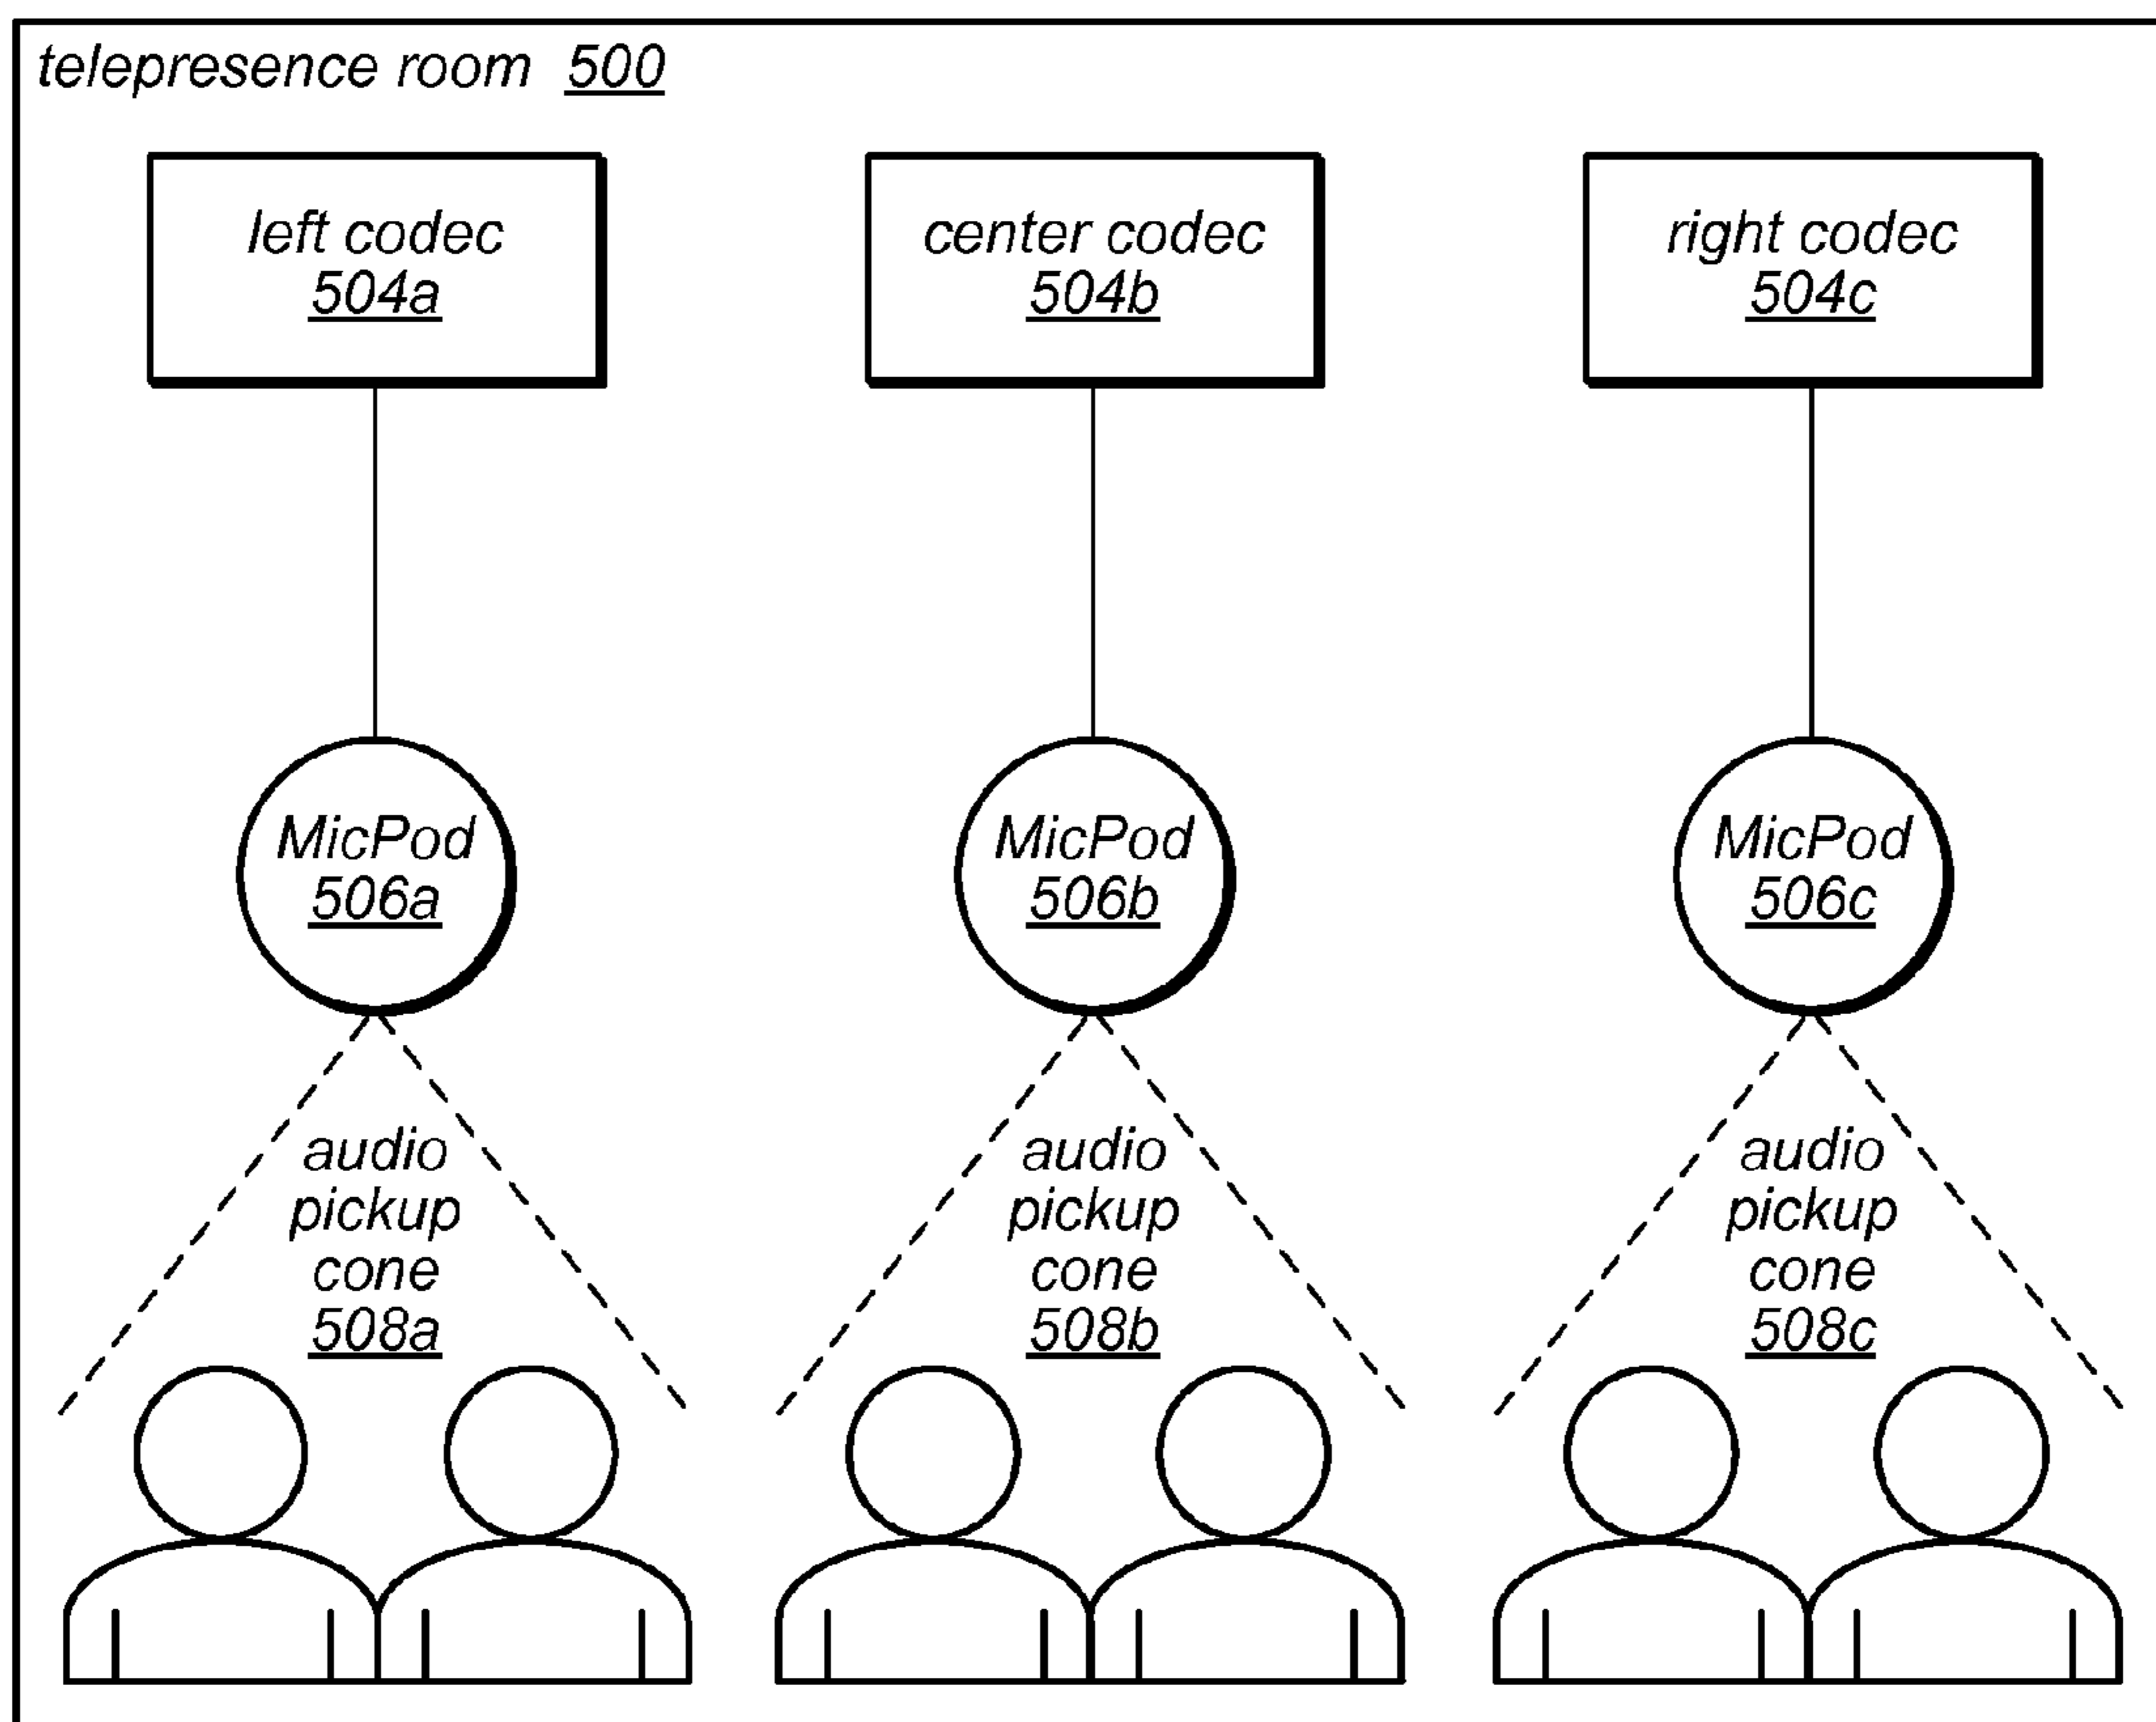 telepresence room 500
left codec
504a
center codec
504b
right codec
504c
MicPod
506a
MicPod
506b
MicPod
506c
audio
pickup
cone
508a
audio
pickup
cone
508b
audio
pickup
cone
508c